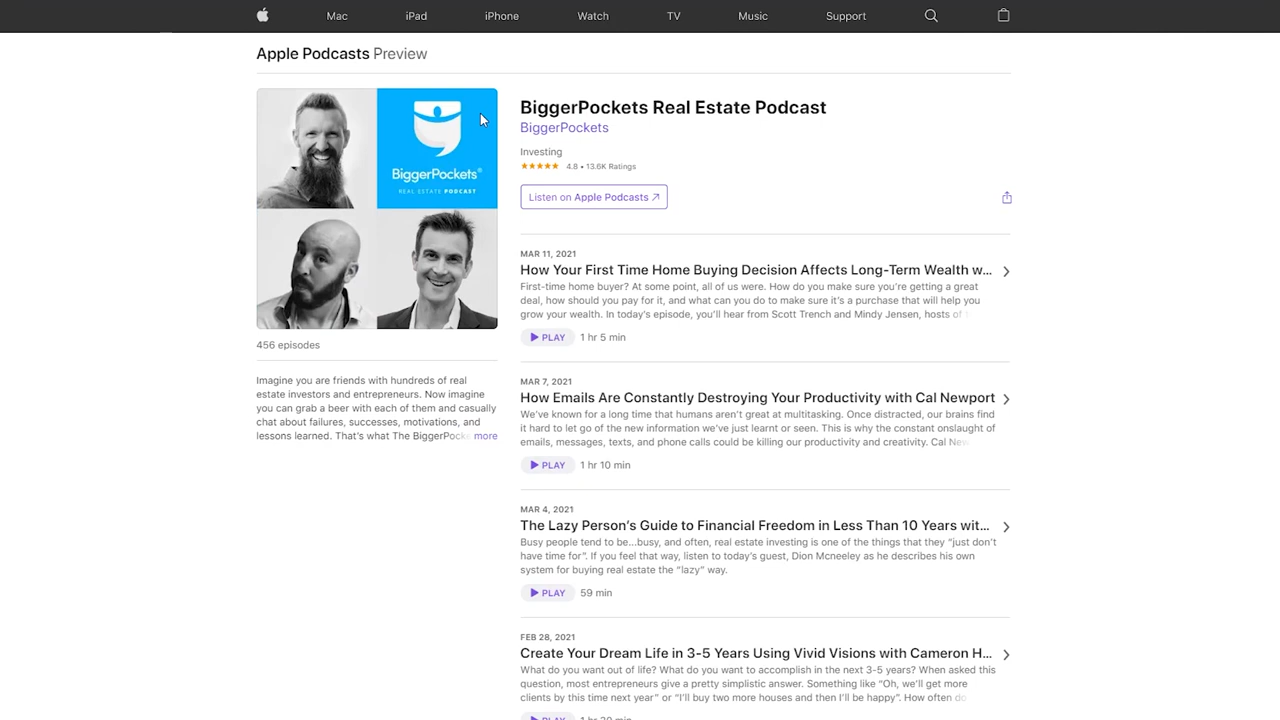 Mac iPad iPhone Watch TV Music Support
Apple Podcasts Preview
BiggerPockets®
REAL ESTATE PODCAST
456 episodes
Imagine you are friends with hundreds of real
estate investors and entrepreneurs. Now imagine
you can grab a beer with each of them and casually
chat about failures, successes, motivations, and
lessons learned. That's what The BiggerPocke more
BiggerPockets Real Estate Podcast
BiggerPockets
Investing
★★★★★ 4.8 • 13.6K Ratings
Listen on Apple Podcasts ↗
MAR 11, 2021
How Your First Time Home Buying Decision Affects Long-Term Wealth w...
First-time home buyer? At some point, all of us were. How do you make sure you're getting a great
deal, how should you pay for it, and what can you do to make sure it's a purchase that will help you
grow your wealth. In today's episode, you'll hear from Scott Trench and Mindy Jensen, hosts of
PLAY 1 hr 5 min
MAR 7, 2021
How Emails Are Constantly Destroying Your Productivity with Cal Newport
We've known for a long time that humans aren't great at multitasking. Once distracted, our brains find
it hard to let go of the new information we've just learnt or seen. This is why the constant onslaught of
emails, messages, texts, and phone calls could be killing our productivity and creativity. Cal New
PLAY 1 hr 10 min
MAR 4, 2021
The Lazy Person's Guide to Financial Freedom in Less Than 10 Years wit...
Busy people tend to be...busy, and often, real estate investing is one of the things that they "just don't
have time for". If you feel that way, listen to today's guest, Dion Mcneeley as he describes his own
system for buying real estate the "lazy" way.
PLAY 59 min
FEB 28, 2021
Create Your Dream Life in 3-5 Years Using Vivid Visions with Cameron H...
What do you want out of life? What do you want to accomplish in the next 3-5 years? When asked this
question, most entrepreneurs give a pretty simplistic answer. Something like "Oh, we'll get more
clients by this time next year" or "I'll buy two more houses and then I'll be happy". How often do